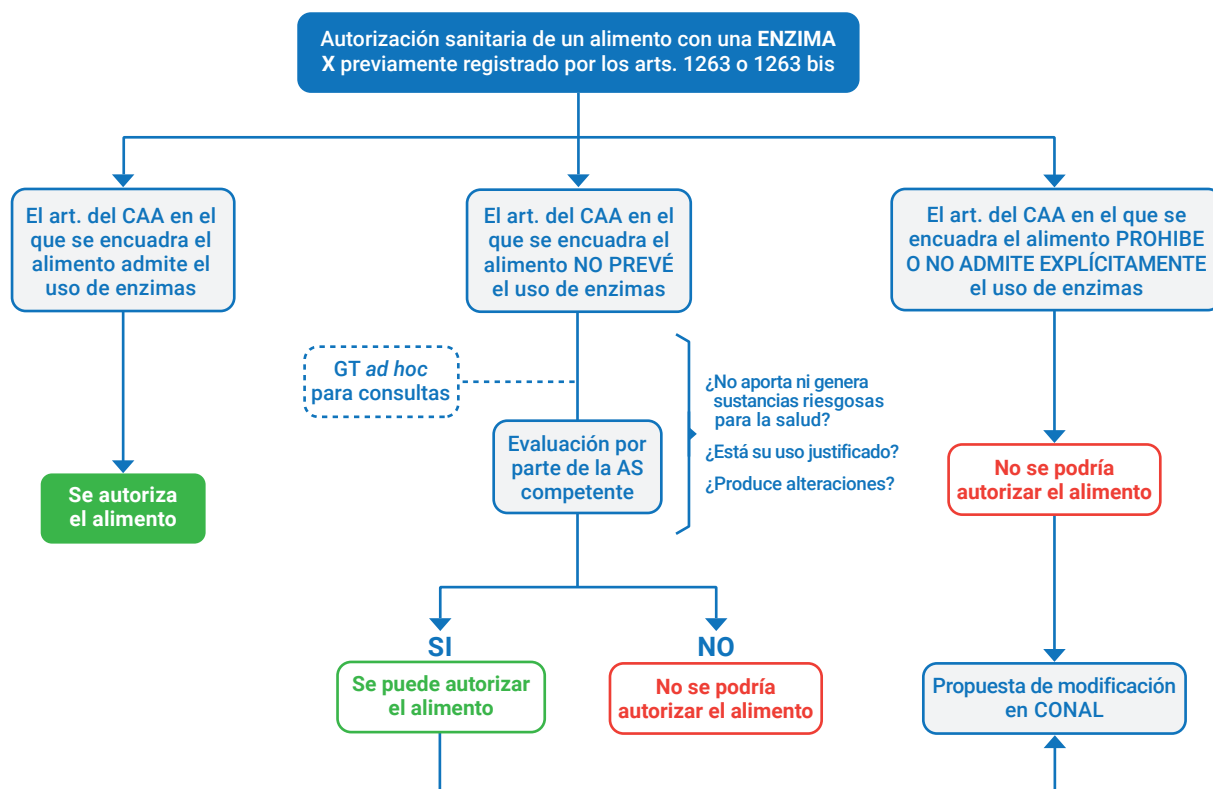 Autorización sanitaria de un alimento con una ENZIMA
X previamente registrado por los arts. 1263 o 1263 bis
El art. del CAA en el
que se encuadra el
alimento admite el
uso de enzimas
Se autoriza
el alimento
El art. del CAA en el
que se encuadra el
alimento NO PREVÉ
el uso de enzimas
GT ad hoc
para consultas
Evaluación por
parte de la AS
competente
¿No aporta ni genera
sustancias riesgosas
para la salud?
¿Está su uso justificado?
¿Produce alteraciones?
SI
Se puede autorizar
el alimento
NO
No se podría
autorizar el alimento
El art. del CAA en el que se
encuadra el alimento PROHIBE
O NO ADMITE EXPLÍCITAMENTE
el uso de enzimas
No se podría
autorizar el alimento
Propuesta de modificación
en CONAL